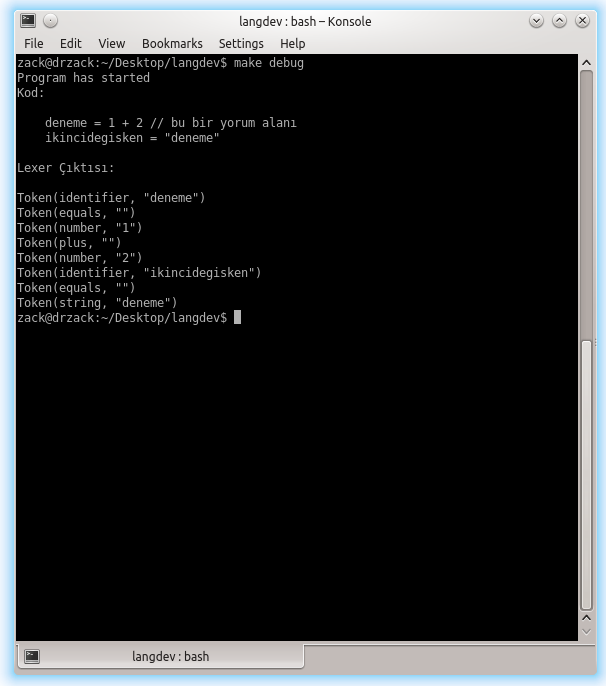 langdev : bash – Konsole
File Edit View Bookmarks Settings Help
zack@drzack:~/Desktop/langdev$ make debug
Program has started
Kod:
    deneme = 1 + 2 // bu bir yorum alanı
    ikincidegisken = "deneme"
Lexer Çıktısı:
Token(identifier, "deneme")
Token(equals, "")
Token(number, "1")
Token(plus, "")
Token(number, "2")
Token(identifier, "ikincidegisken")
Token(equals, "")
Token(string, "deneme")
zack@drzack:~/Desktop/langdev$
langdev : bash